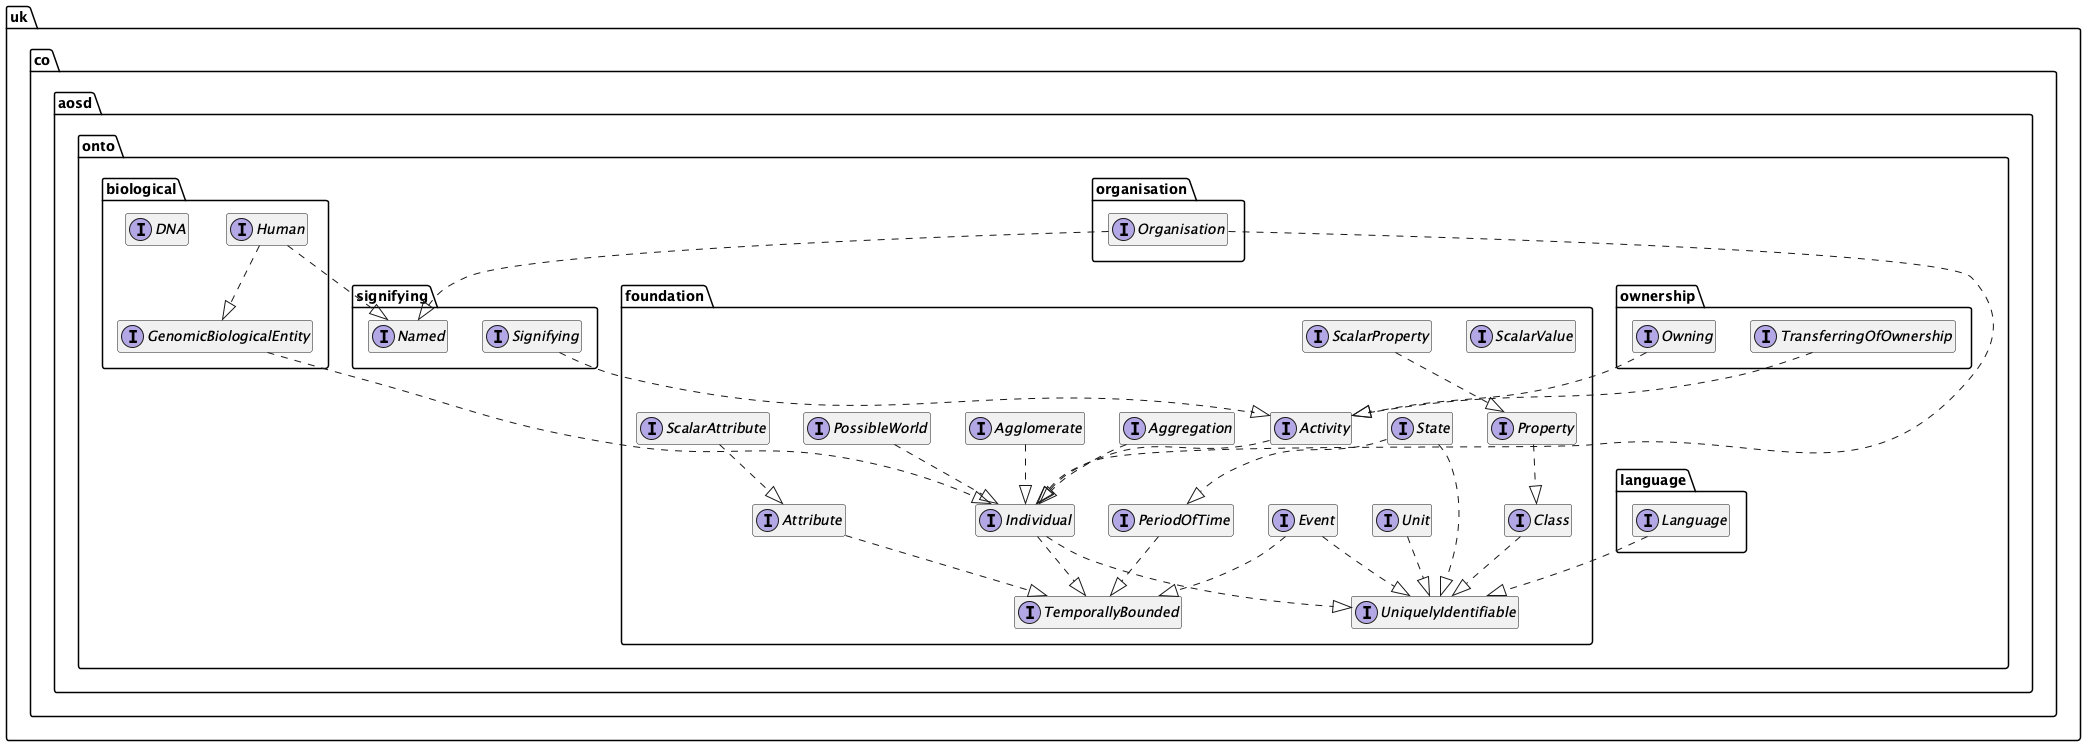 uk
co
aosd
onto
biological
organisation
I DNA
I Human
I Organisation
signifying
foundation
ownership
I GenomicBiologicalEntity
I Named
I Signifying
I ScalarProperty
I ScalarValue
I Owning
I TransferringOfOwnership
I ScalarAttribute
I PossibleWorld
I Agglomerate
I Aggregation
I Activity
I State
I Property
language
I Attribute
I Individual
I PeriodOfTime
I Event
I Unit
I Class
I Language
I TemporallyBounded
I UniquelyIdentifiable